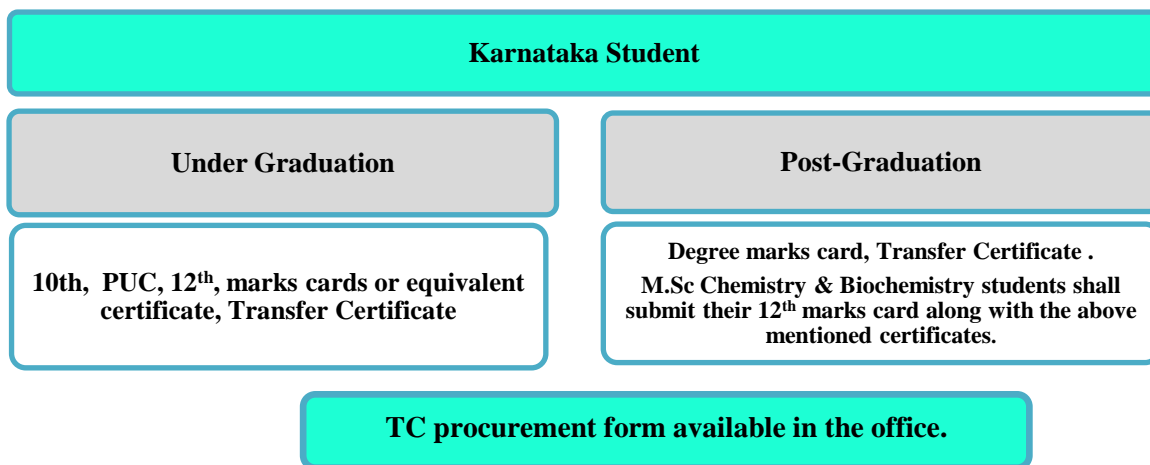 Karnataka Student
Under Graduation
10th, PUC, 12th, marks cards or equivalent
certificate, Transfer Certificate
Post-Graduation
Degree marks card, Transfer Certificate .
M.Sc Chemistry & Biochemistry students shall
submit their 12th marks card along with the above
mentioned certificates.
TC procurement form available in the office.